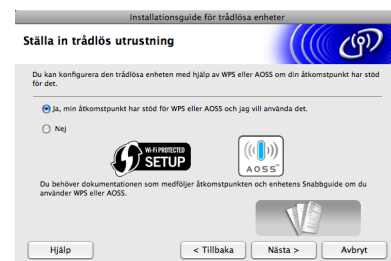 Installationsguide för trådlösa enheter
Ställa in trådlös utrustning
Du kan konfigurera den trådlösa enheten med hjälp av WPS eller AOSS om din åtkomstpunkt har stöd
för det.
Ja, min åtkomstpunkt har stöd för WPS eller AOSS och jag vill använda det.
Nej
WI-FI PROTECTED
SETUP
AOSS
Du behöver dokumentationen som medföljer åtkomstpunkten och enhetens Snabbguide om du
använder WPS eller AOSS.
Hjälp
< Tillbaka
Nästa >
Avbryt